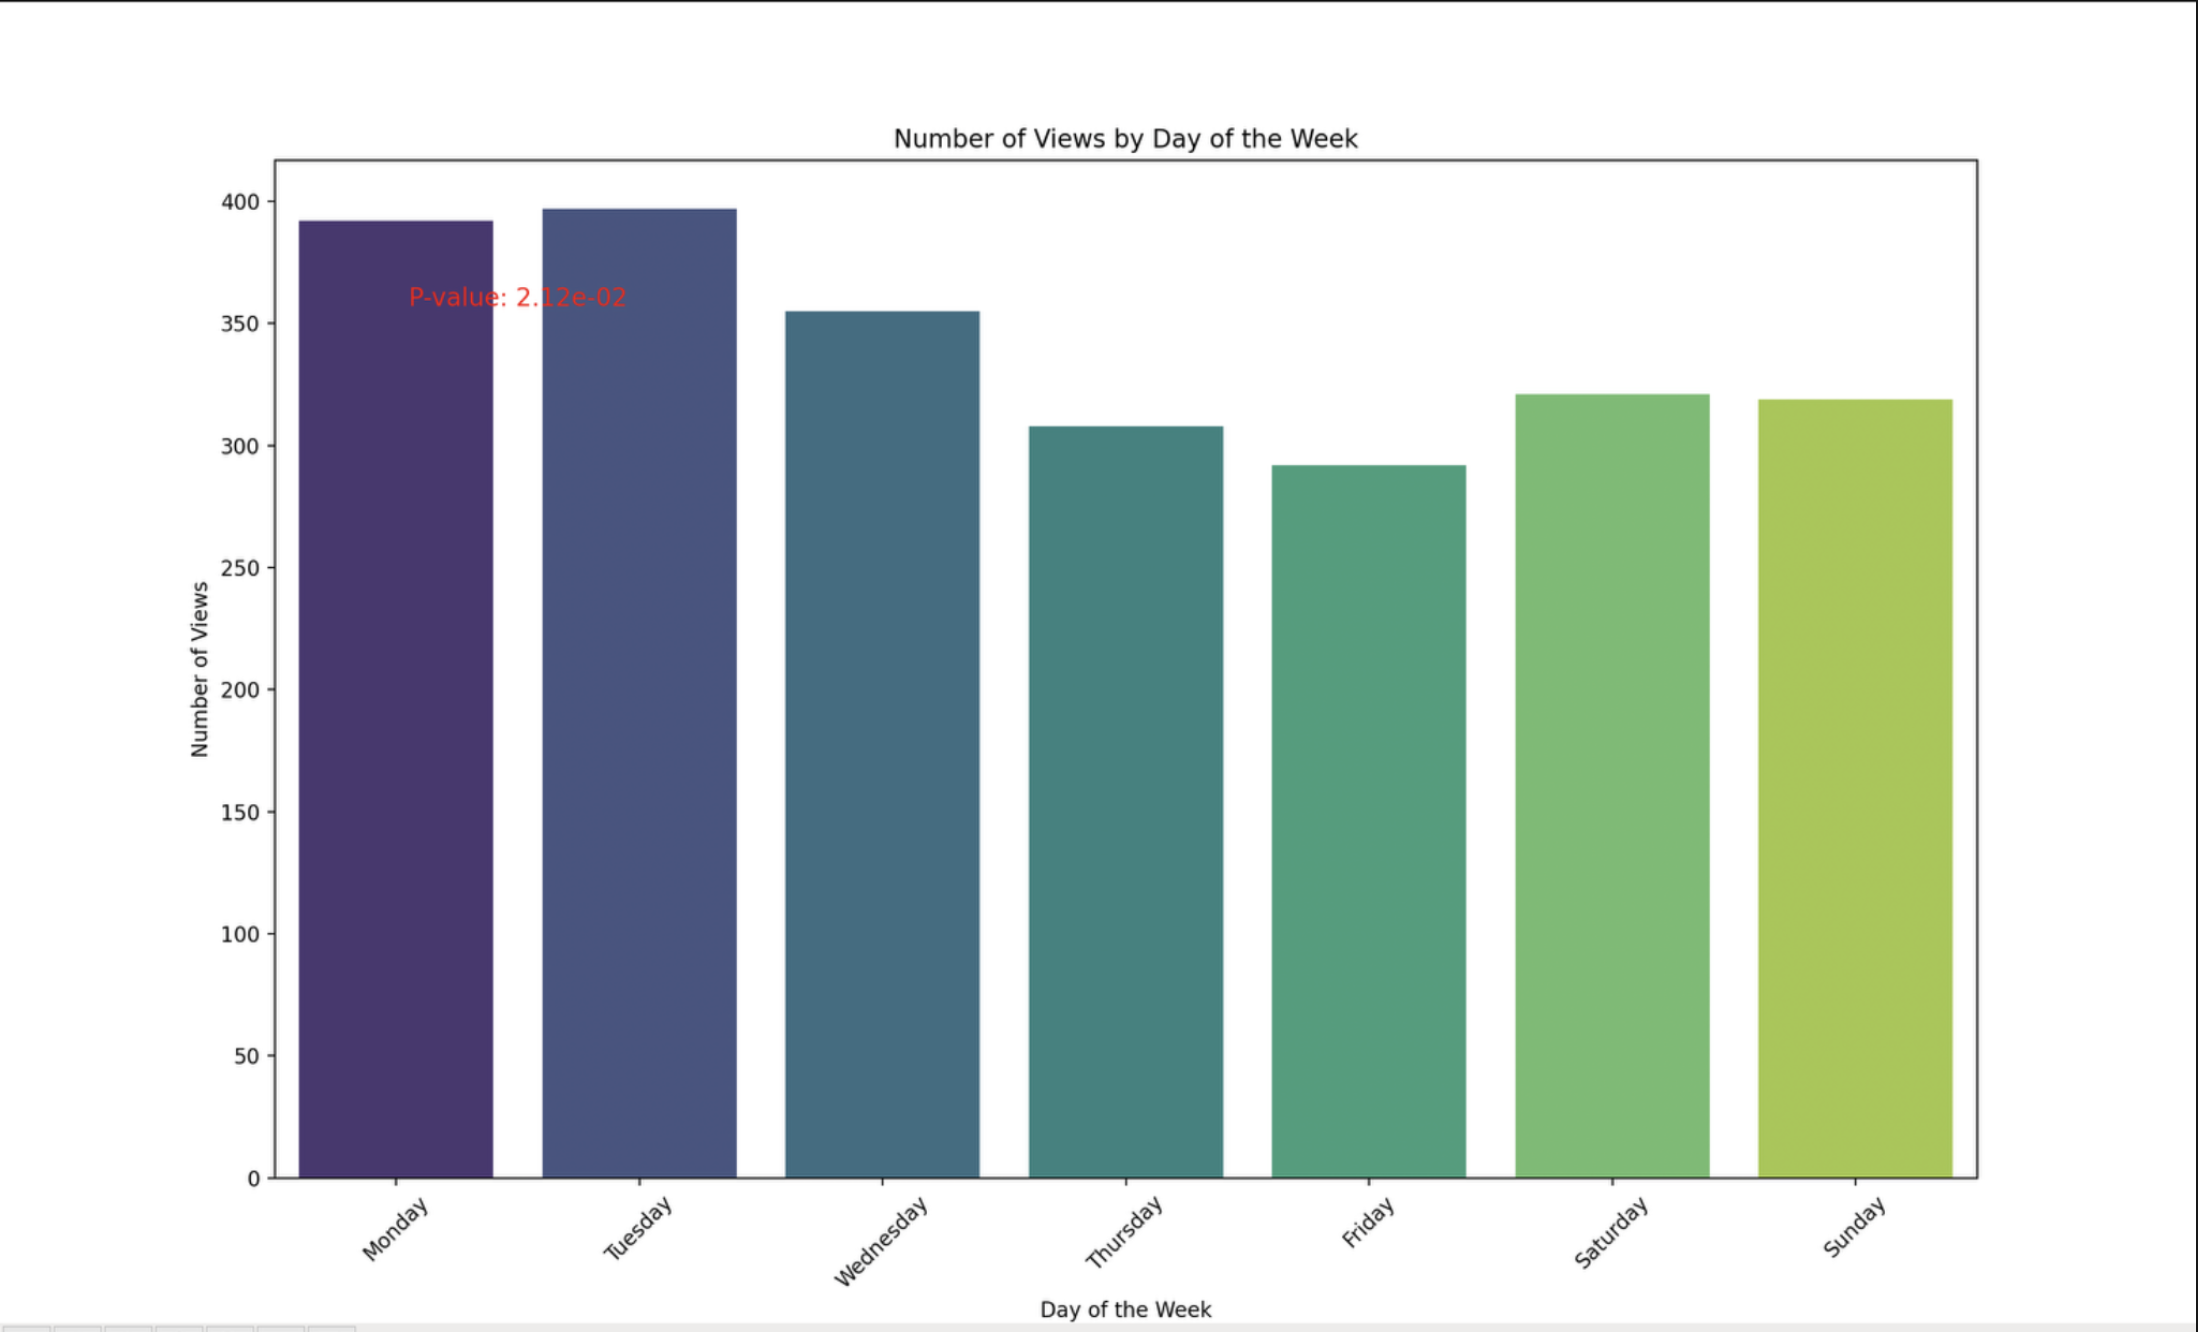 Number of Views by Day of the Week
400
350
300
250
200
150
100
50
0
Number of Views
P-value: 2.12e-02
Monday
Tuesday
Wednesday
Thursday
Friday
Saturday
Sunday
Day of the Week